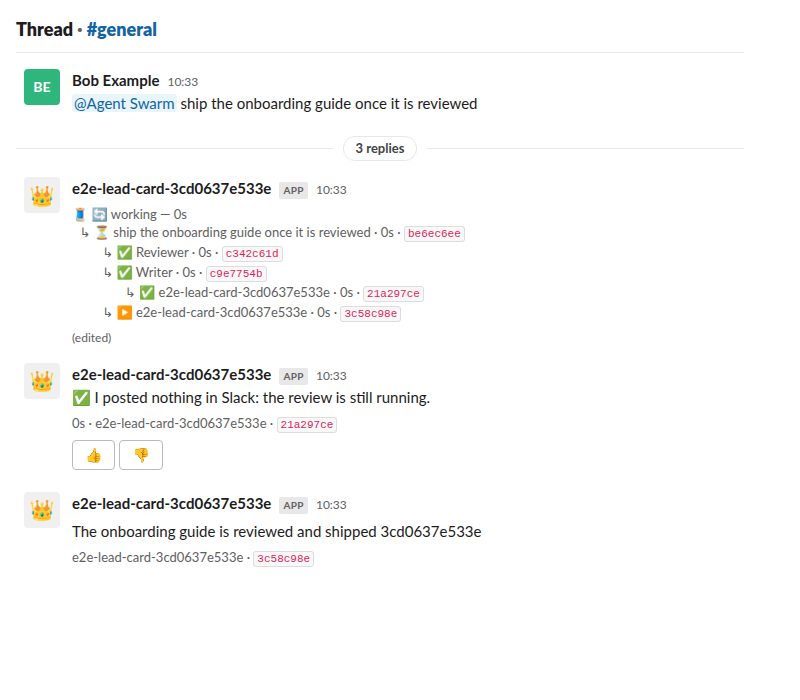 Thread • #general
BE
Bob Example 10:33
@Agent Swarm ship the onboarding guide once it is reviewed
3 replies
e2e-lead-card-3cd0637e533e APP 10:33
🧵 🔄 working — 0s
↳ ⏳ ship the onboarding guide once it is reviewed · 0s · be6ec6ee
↳ ✅ Reviewer · 0s · c342c61d
↳ ✅ Writer · 0s · c9e7754b
↳ ✅ e2e-lead-card-3cd0637e533e · 0s · 21a297ce
↳ ▶️ e2e-lead-card-3cd0637e533e · 0s · 3c58c98e
(edited)
e2e-lead-card-3cd0637e533e APP 10:33
✅ I posted nothing in Slack: the review is still running.
0s · e2e-lead-card-3cd0637e533e · 21a297ce
👍 👎
e2e-lead-card-3cd0637e533e APP 10:33
The onboarding guide is reviewed and shipped 3cd0637e533e
e2e-lead-card-3cd0637e533e · 3c58c98e